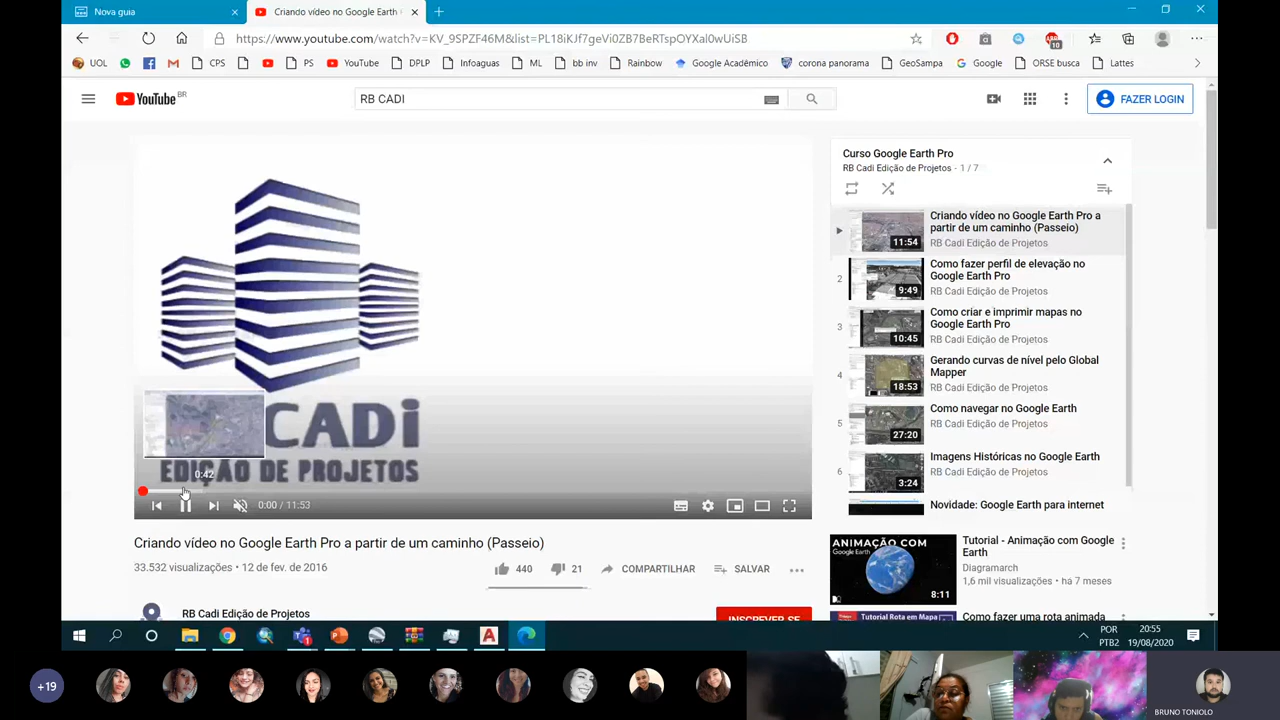 Nova guia
Criando vídeo no Google Earth
https://www.youtube.com/watch?v=KV_9SPZF46M&list=PL18iKJf7geVi0ZB7BeRTspOYXal0wUiSB
10
UOL
CPS
PS
YouTube
DPLP
Infoaguas
ML
bb inv
Rainbow
Google Acadêmico
corona panorama
GeoSampa
Google
ORSE busca
Lattes
YouTube BR
RB CADI
FAZER LOGIN
Curso Google Earth Pro
RB Cadi Edição de Projetos - 1 / 7
Criando vídeo no Google Earth Pro a
partir de um caminho (Passeio)
RB Cadi Edição de Projetos
11:54
2
Como fazer perfil de elevação no
Google Earth Pro
RB Cadi Edição de Projetos
9:49
3
Como criar e imprimir mapas no
Google Earth Pro
RB Cadi Edição de Projetos
10:45
4
Gerando curvas de nível pelo Global
Mapper
RB Cadi Edição de Projetos
18:53
5
Como navegar no Google Earth
RB Cadi Edição de Projetos
27:20
6
Imagens Históricas no Google Earth
RB Cadi Edição de Projetos
3:24
Novidade: Google Earth para internet
CADi
EDIÇÃO DE PROJETOS
0:42
0:00 / 11:53
Criando vídeo no Google Earth Pro a partir de um caminho (Passeio)
33.532 visualizações • 12 de fev. de 2016
440
21
COMPARTILHAR
SALVAR
RB Cadi Edição de Projetos
INSCREVER-SE
ANIMAÇÃO COM
Google Earth
8:11
Tutorial - Animação com Google
Earth
Diagramarch
1,6 mil visualizações • há 7 meses
Tutorial Rota em Mapa
Como fazer uma rota animada
POR
PTB2
20:55
19/08/2020
+19
BRUNO TONIOLO